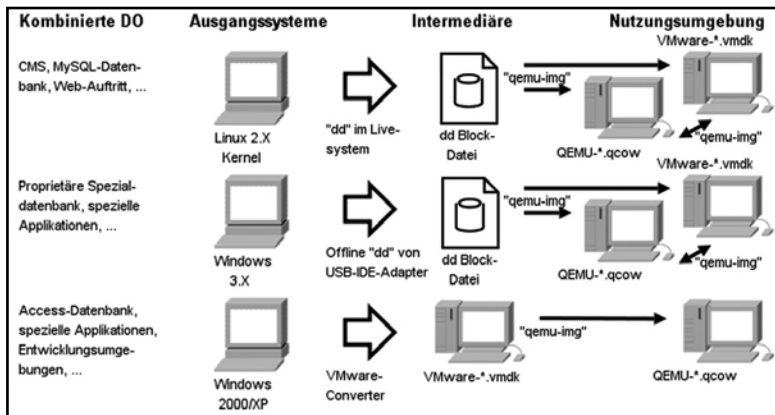 Kombinierte DO
Ausgangssysteme
Intermediäre
Nutzungsumgebung
CMS, MySQL-Daten-
bank, Web-Auftritt, ...
Linux 2.X
Kernel
"dd" im Live-
system
dd Block-
Datei
"qemu-img"
VMware-*.vmdk
QEMU-*.qcow
"qemu-img"
Proprietäre Spezial-
datenbank, spezielle
Applikationen, ...
Windows
3.X
Offline "dd" von
USB-IDE-Adapter
dd Block-
Datei
"qemu-img"
VMware-*.vmdk
QEMU-*.qcow
"qemu-img"
Access-Datenbank,
spezielle Applikationen,
Entwicklungsumge-
bungen, ...
Windows
2000/XP
VMware-
Converter
VMware-*.vmdk
"qemu-img"
QEMU-*.qcow